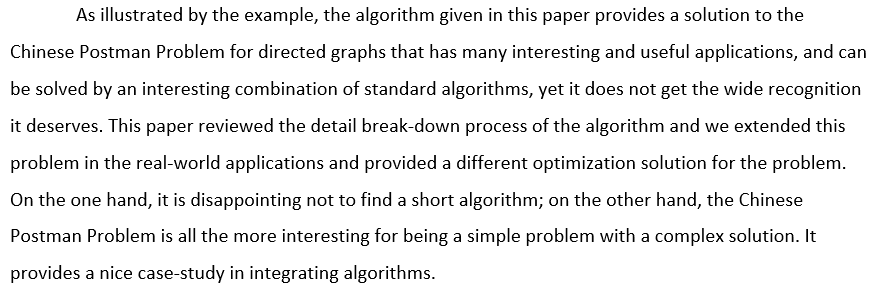 As illustrated by the example, the algorithm given in this paper provides a solution to the
Chinese Postman Problem for directed graphs that has many interesting and useful applications, and can
be solved by an interesting combination of standard algorithms, yet it does not get the wide recognition
it deserves. This paper reviewed the detail break-down process of the algorithm and we extended this
problem in the real-world applications and provided a different optimization solution for the problem.
On the one hand, it is disappointing not to find a short algorithm; on the other hand, the Chinese
Postman Problem is all the more interesting for being a simple problem with a complex solution. It
provides a nice case-study in integrating algorithms.